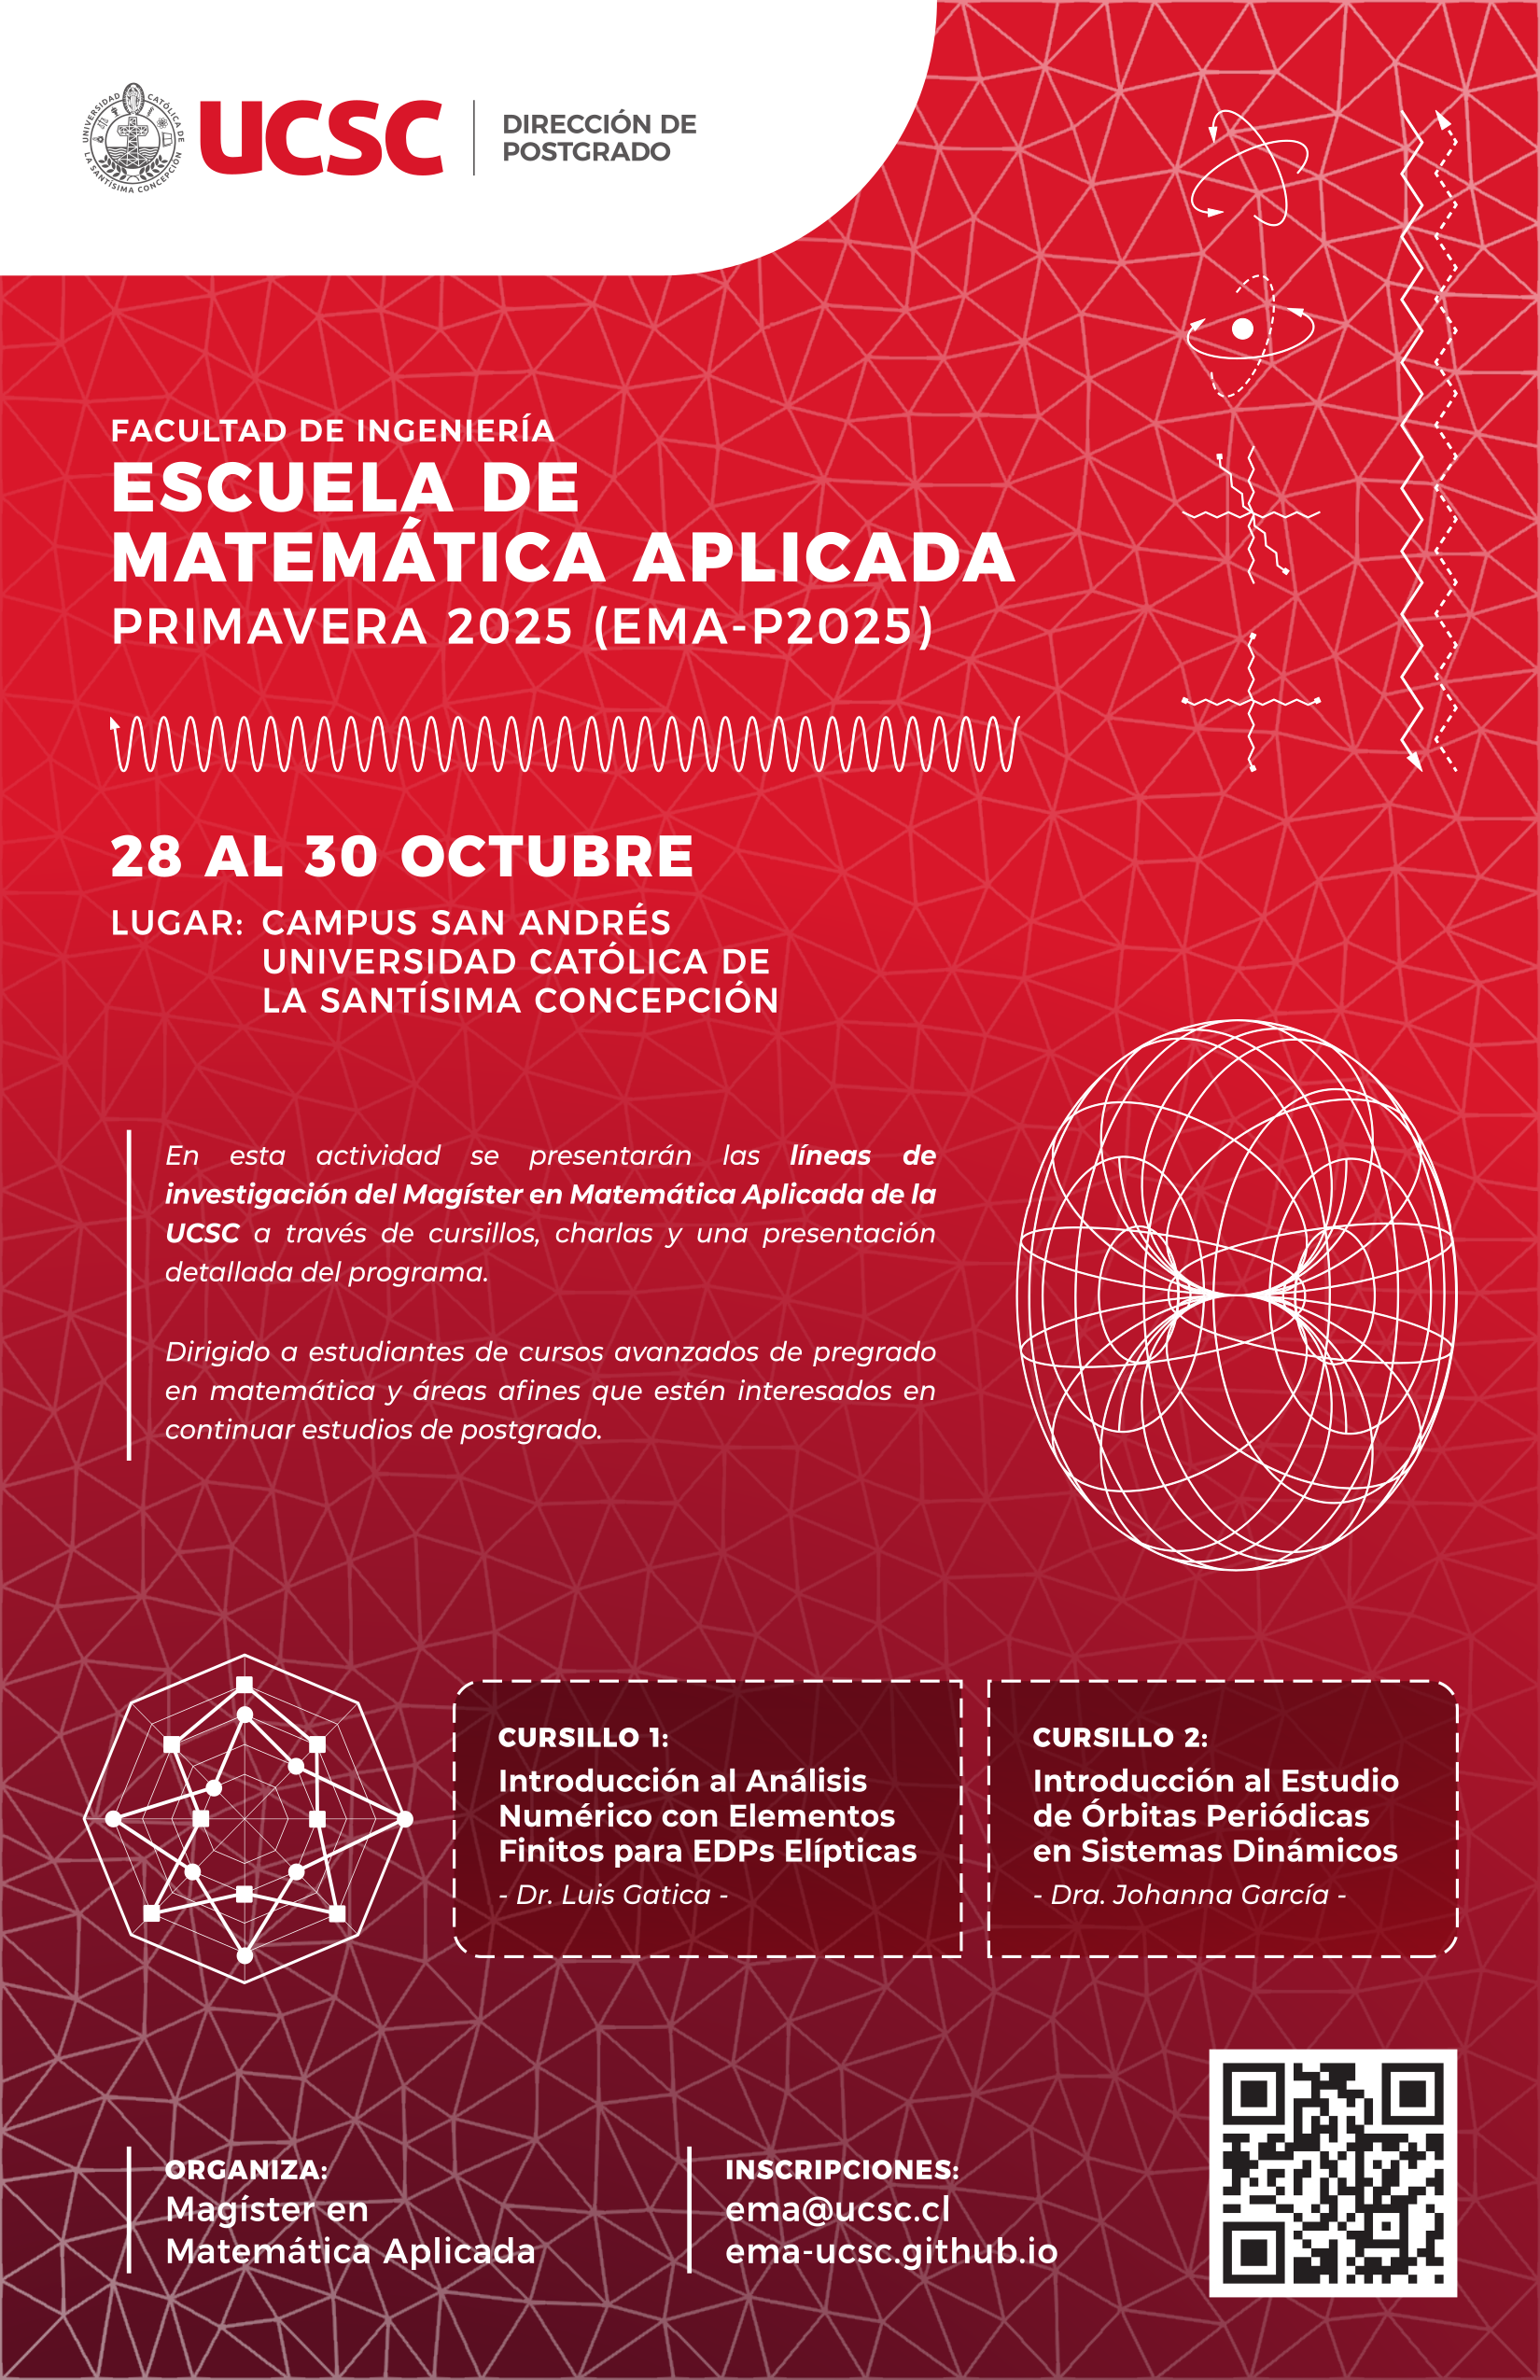 UNIVERSIDAD CATÓLICA DE LA SANTÍSIMA CONCEPCIÓN
UCSC
DIRECCIÓN DE
POSTGRADO
FACULTAD DE INGENIERÍA
ESCUELA DE
MATEMÁTICA APLICADA
PRIMAVERA 2025 (EMA-P2025)
28 AL 30 OCTUBRE
LUGAR: CAMPUS SAN ANDRÉS
UNIVERSIDAD CATÓLICA DE
LA SANTÍSIMA CONCEPCIÓN
En esta actividad se presentarán las líneas de
investigación del Magíster en Matemática Aplicada de la
UCSC a través de cursillos, charlas y una presentación
detallada del programa.
Dirigido a estudiantes de cursos avanzados de pregrado
en matemática y áreas afines que estén interesados en
continuar estudios de postgrado.
CURSILLO 1:
Introducción al Análisis
Numérico con Elementos
Finitos para EDPs Elípticas
- Dr. Luis Gatica -
CURSILLO 2:
Introducción al Estudio
de Órbitas Periódicas
en Sistemas Dinámicos
- Dra. Johanna García -
ORGANIZA:
Magíster en
Matemática Aplicada
INSCRIPCIONES:
ema@ucsc.cl
ema-ucsc.github.io